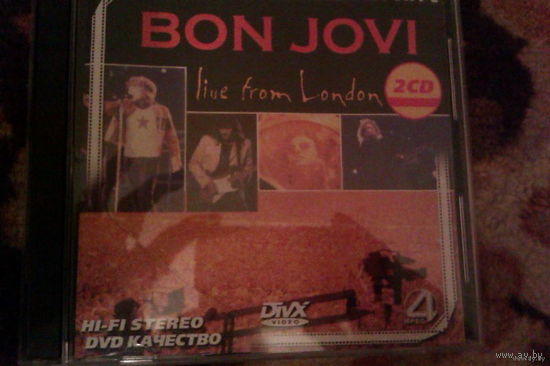 BON JOVI
live from London
2CD
HI-FI STEREO
DVD КАЧЕСТВО
DivX
VIDEO
4
www.ay.by